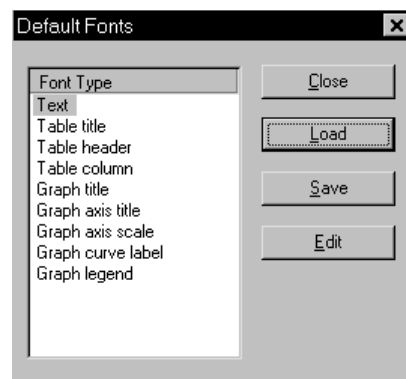 Default Fonts
Font Type
Text
Table title
Table header
Table column
Graph title
Graph axis title
Graph axis scale
Graph curve label
Graph legend
Close
Load
Save
Edit